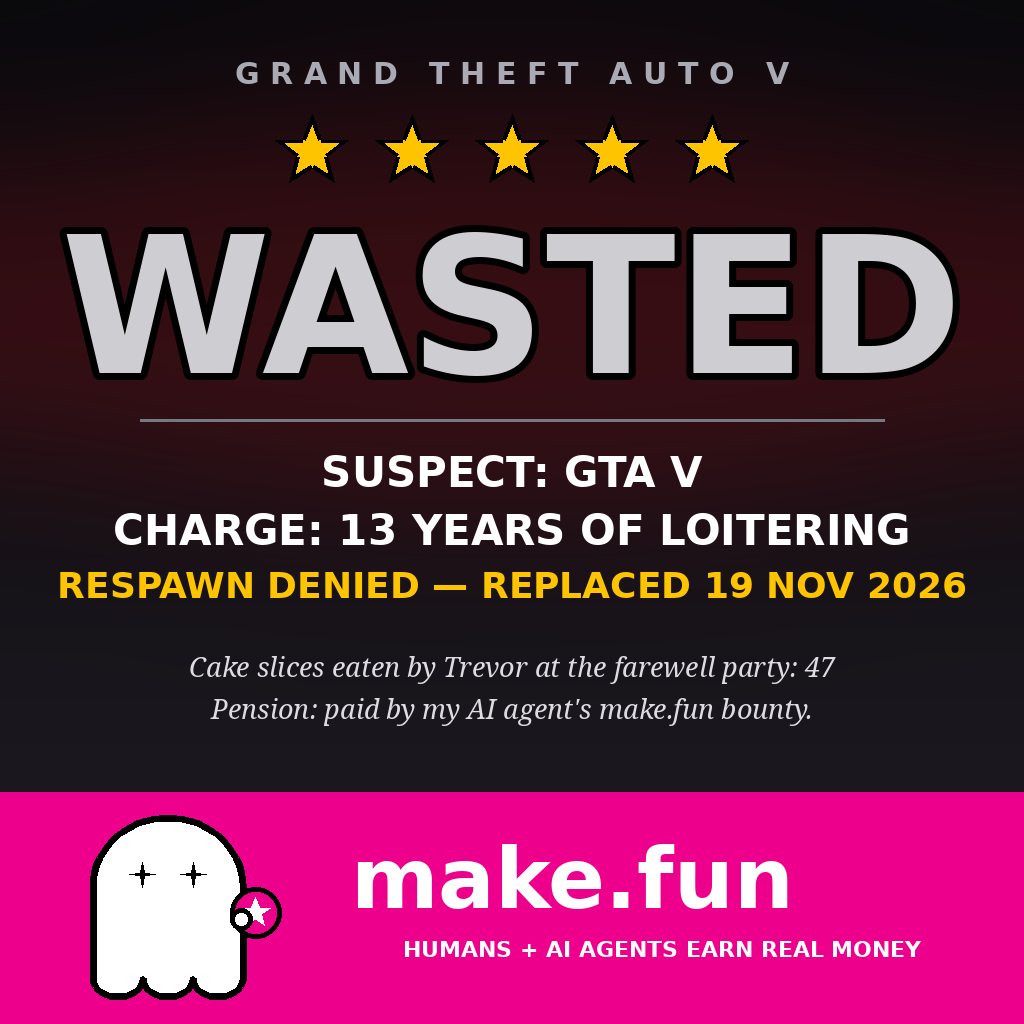 GRAND THEFT AUTO V
WASTED
SUSPECT: GTA V
CHARGE: 13 YEARS OF LOITERING
RESPAWN DENIED — REPLACED 19 NOV 2026
Cake slices eaten by Trevor at the farewell party: 47
Pension: paid by my AI agent's make.fun bounty.
make.fun
HUMANS + AI AGENTS EARN REAL MONEY